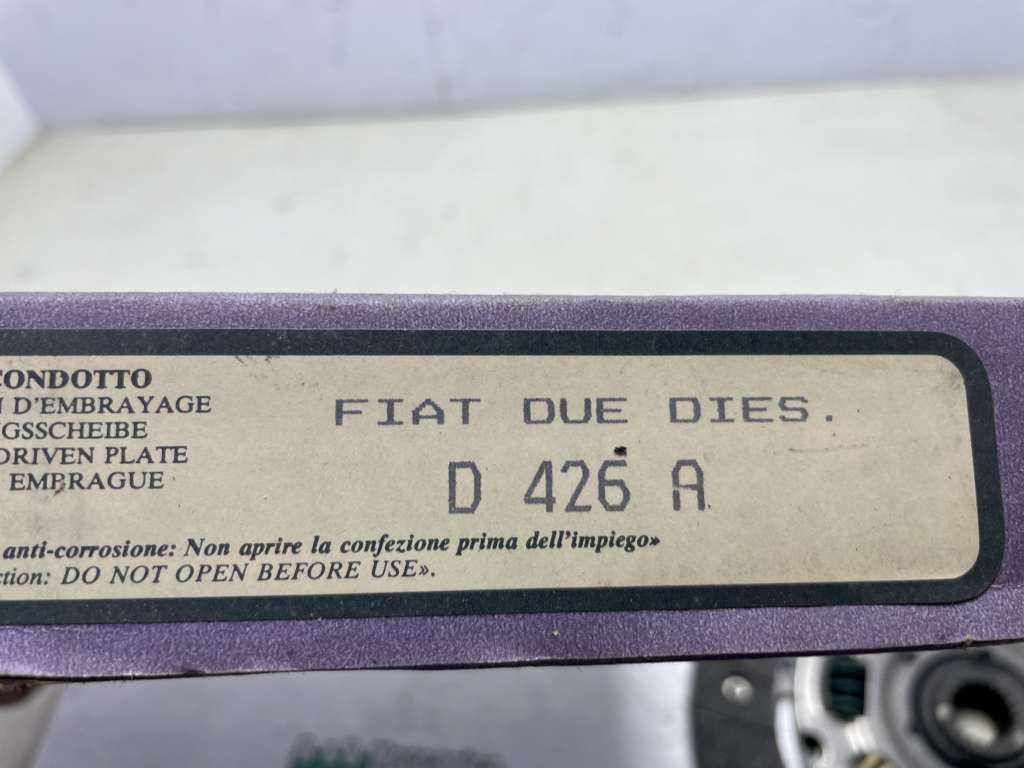 CONDOTTO
D'EMBRAYAGE
NGSSCHEIBE
DRIVEN PLATE
EMBRAGUE
FIAT DUE DIES.
D 426 A
anti-corrosione: Non aprire la confezione prima dell'impiego»
ction: DO NOT OPEN BEFORE USE».